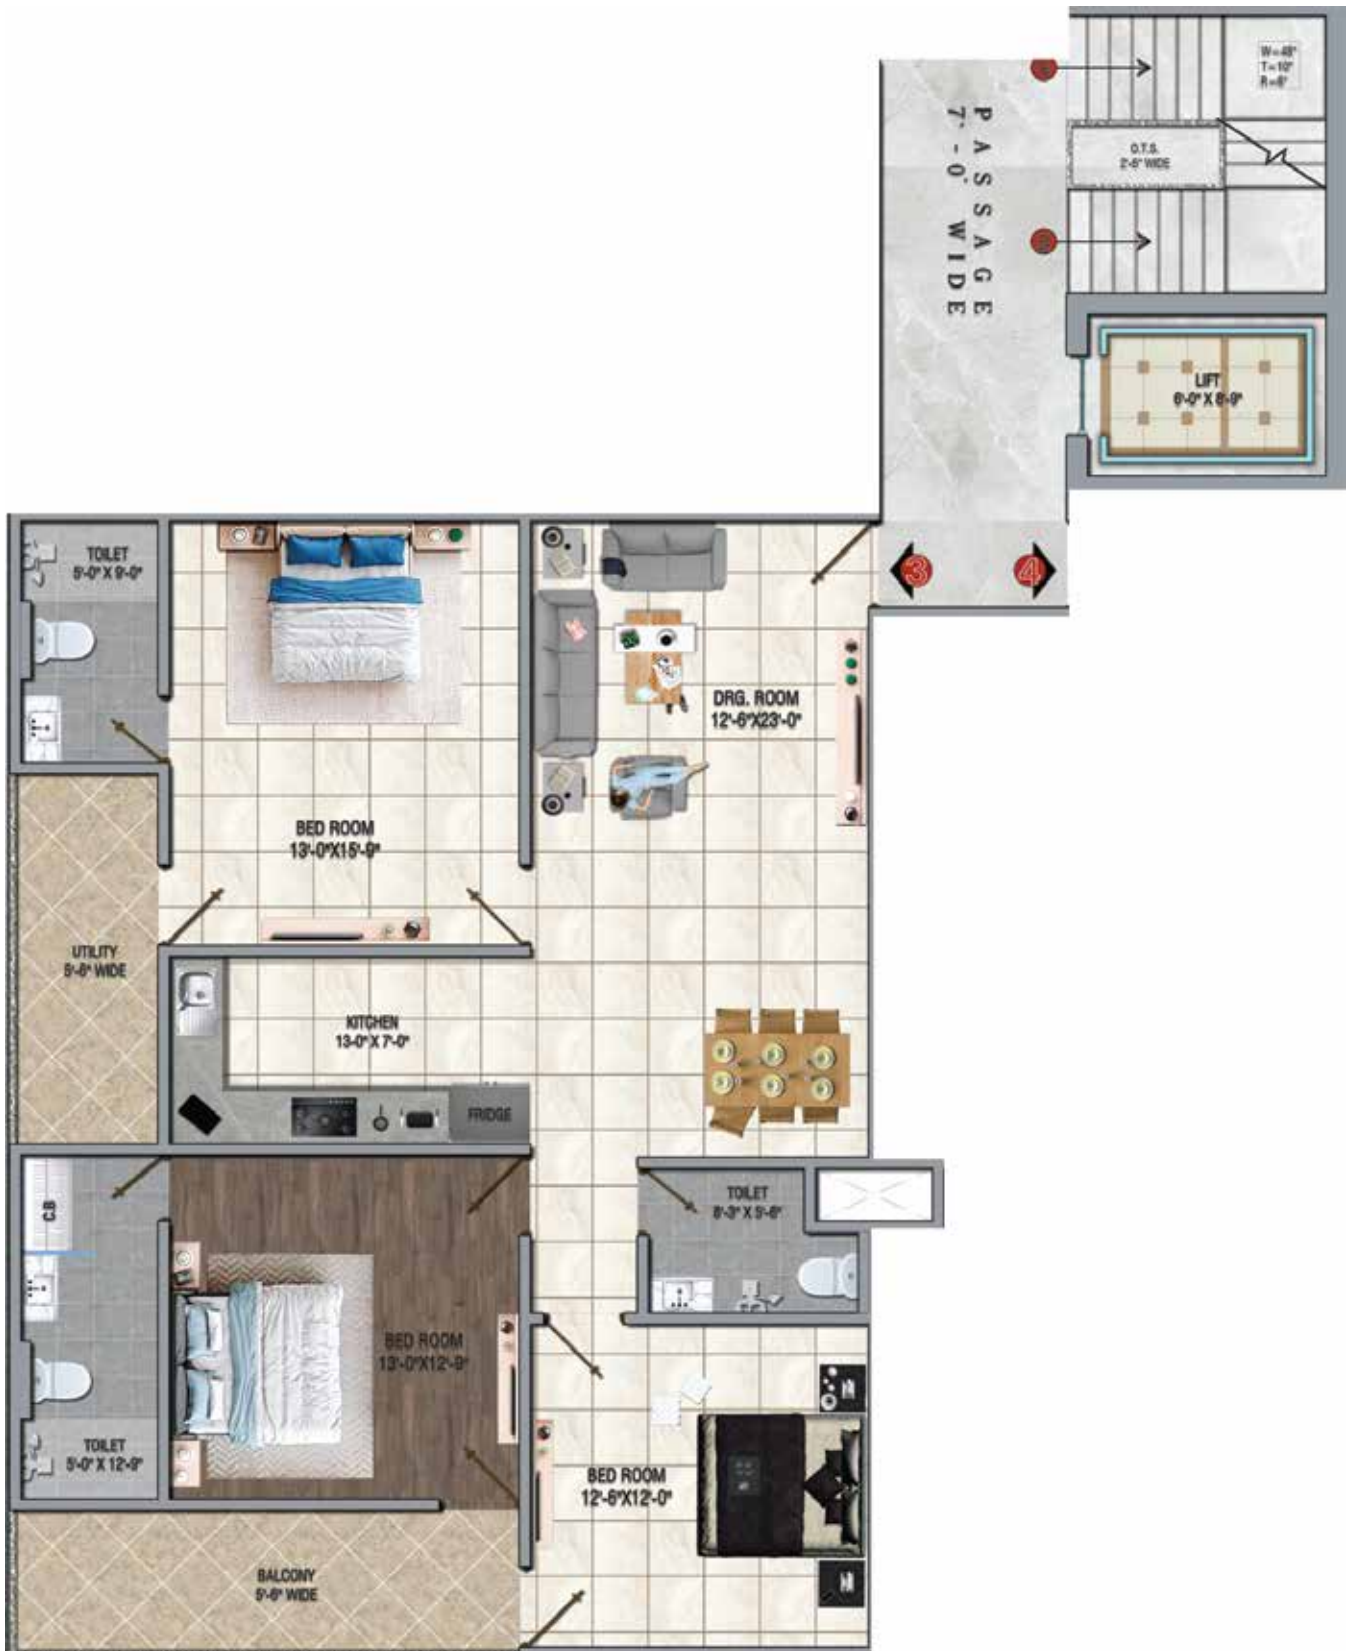 W=48"
T=10"
R=6"
O.T.S.
2'-6" WIDE
PASSAGE
7'-0" WIDE
LIFT
6'-0" X 8'-9"
3
4
TOILET
5'-0" X 9'-0"
DRG. ROOM
12'-6"X23'-0"
BED ROOM
13'-0"X15'-9"
UTILITY
5'-6" WIDE
KITCHEN
13-0" X 7'-0"
FRIDGE
C.B
TOILET
8'-3" X 5'-6"
BED ROOM
13'-0"X12'-9"
TOILET
5'-0" X 12'-9"
BED ROOM
12'-6"X12'-0"
BALCONY
5'-6" WIDE